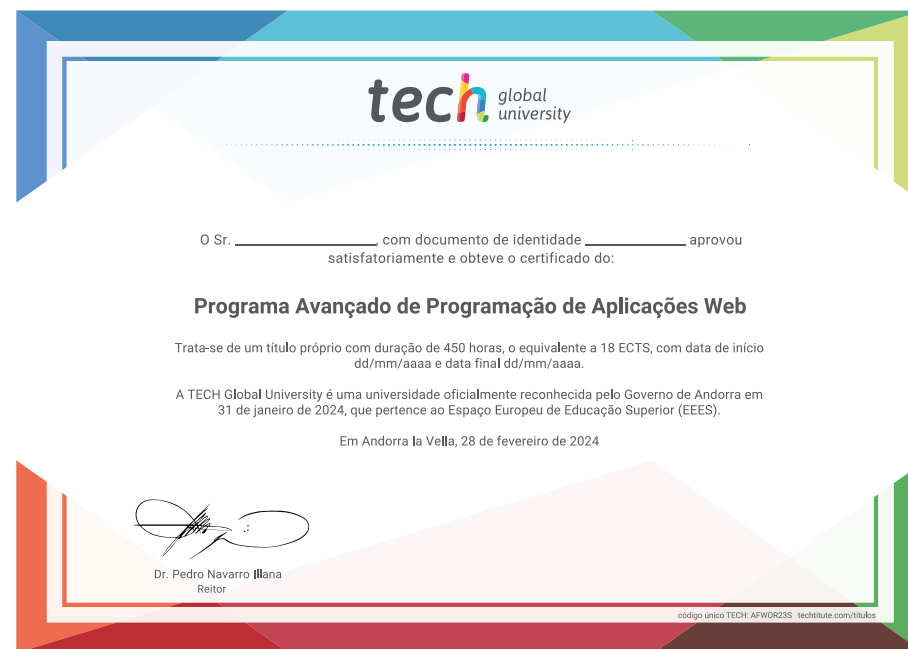 tech global
university
O Sr. ____________, com documento de identidade ____________ aprovou
satisfatoriamente e obteve o certificado do:
Programa Avançado de Programação de Aplicações Web
Trata-se de um título próprio com duração de 450 horas, o equivalente a 18 ECTS, com data de início
dd/mm/aaaa e data final dd/mm/aaaa.
A TECH Global University é uma universidade oficialmente reconhecida pelo Governo de Andorra em
31 de janeiro de 2024, que pertence ao Espaço Europeu de Educação Superior (EEES).
Em Andorra la Vella, 28 de fevereiro de 2024
Dr. Pedro Navarro Illana
Reitor
código único TECH: AFWOR23S techtitute.com/titulos